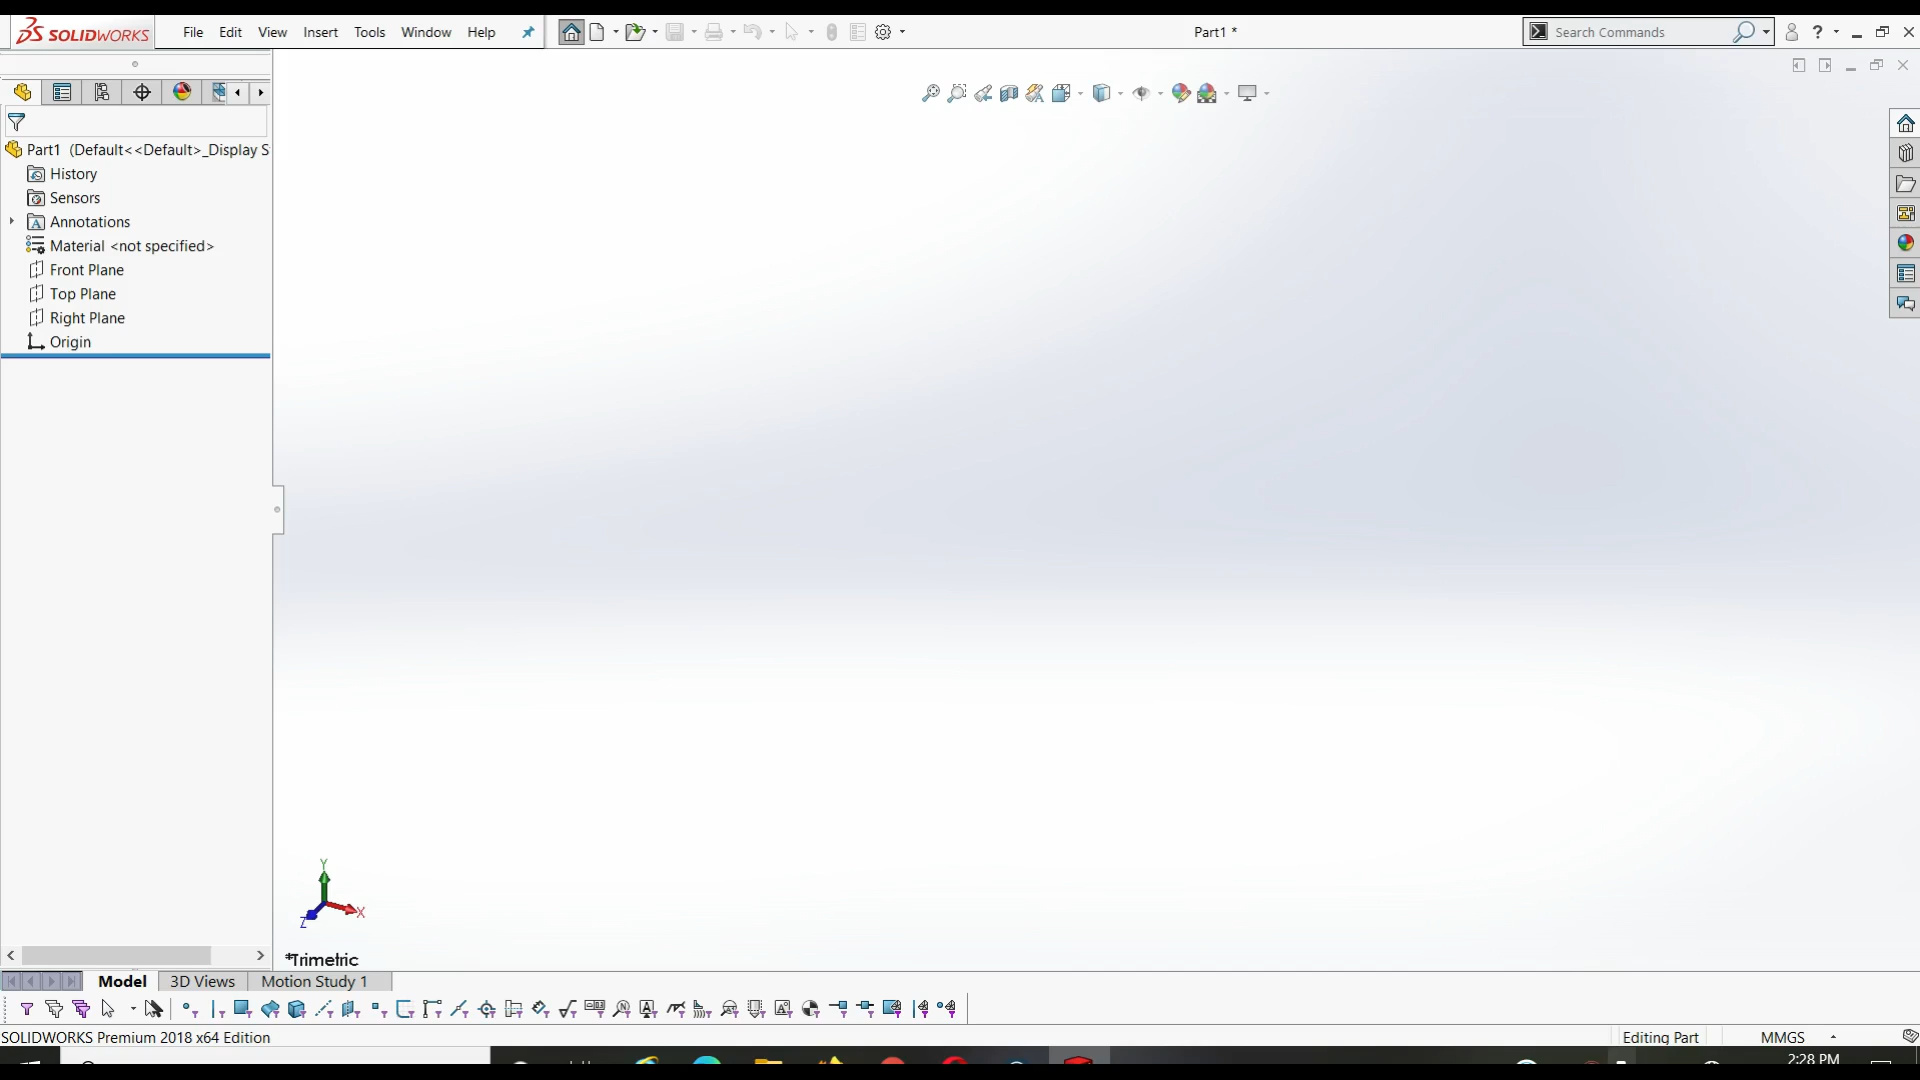 SOLIDWORKS File Edit View Insert Tools Window Help Part1 * Search Commands ?
Part1 (Default<<Default>_Display S
History
Sensors
Annotations
Material <not specified>
Front Plane
Top Plane
Right Plane
Origin
Y
X
Z
*Trimetric
Model 3D Views Motion Study 1
SOLIDWORKS Premium 2018 x64 Edition Editing Part MMGS
2:28 PM